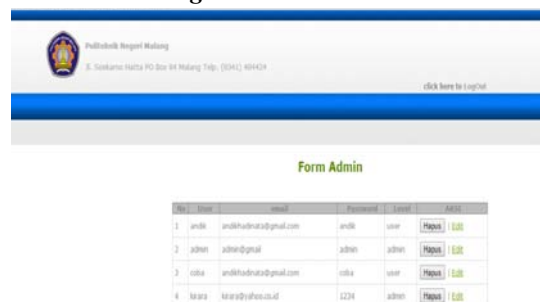 Politeknik Negeri Malang
Jl. Soekarno Hatta PO Box 04 Malang Telp. (0341) 404424
click here to LogOut
Form Admin
No User email Password Level AKSI
1 andik andikhadinata@gmail.com andik user Hapus | Edit
2 admin admin@gmail admin admin Hapus | Edit
3 coba andikhadinata@gmail.com coba user Hapus | Edit
4 kirara kirara@yahoo.co.id 1234 admin Hapus | Edit